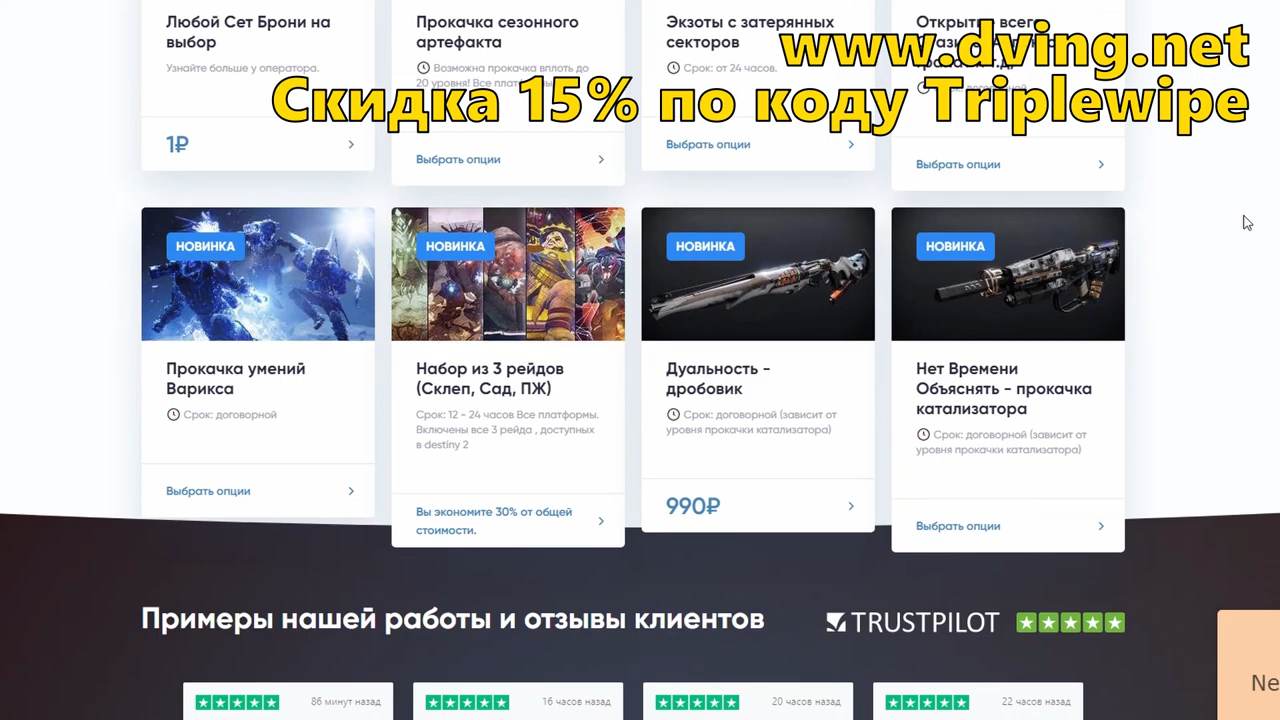 www.dving.net
Скидка 15% по коду Triplewipe
Любой Сет Брони на
выбор
Узнайте больше у оператора.
1₽
Прокачка сезонного
артефакта
Возможна прокачка вплоть до
20 уровня! Все
Выбрать опции
Экзоты с затерянных
секторов
Срок: от 24 часов.
Выбрать опции
Открытие всего
Выбрать опции
НОВИНКА
Прокачка умений
Варикса
Срок: договорной
Выбрать опции
НОВИНКА
Набор из 3 рейдов
(Склеп, Сад, ПЖ)
Срок: 12 - 24 часов Все платформы.
Включены все 3 рейда , доступных
в destiny 2
Вы экономите 30% от общей
стоимости.
НОВИНКА
Дуальность -
дробовик
Срок: договорной (зависит от
уровня прокачки катализатора)
990₽
НОВИНКА
Нет Времени
Объяснять - прокачка
катализатора
Срок: договорной (зависит от
уровня прокачки катализатора)
Выбрать опции
Примеры нашей работы и отзывы клиентов
TRUSTPILOT
86 минут назад
16 часов назад
20 часов назад
22 часов назад
Ne